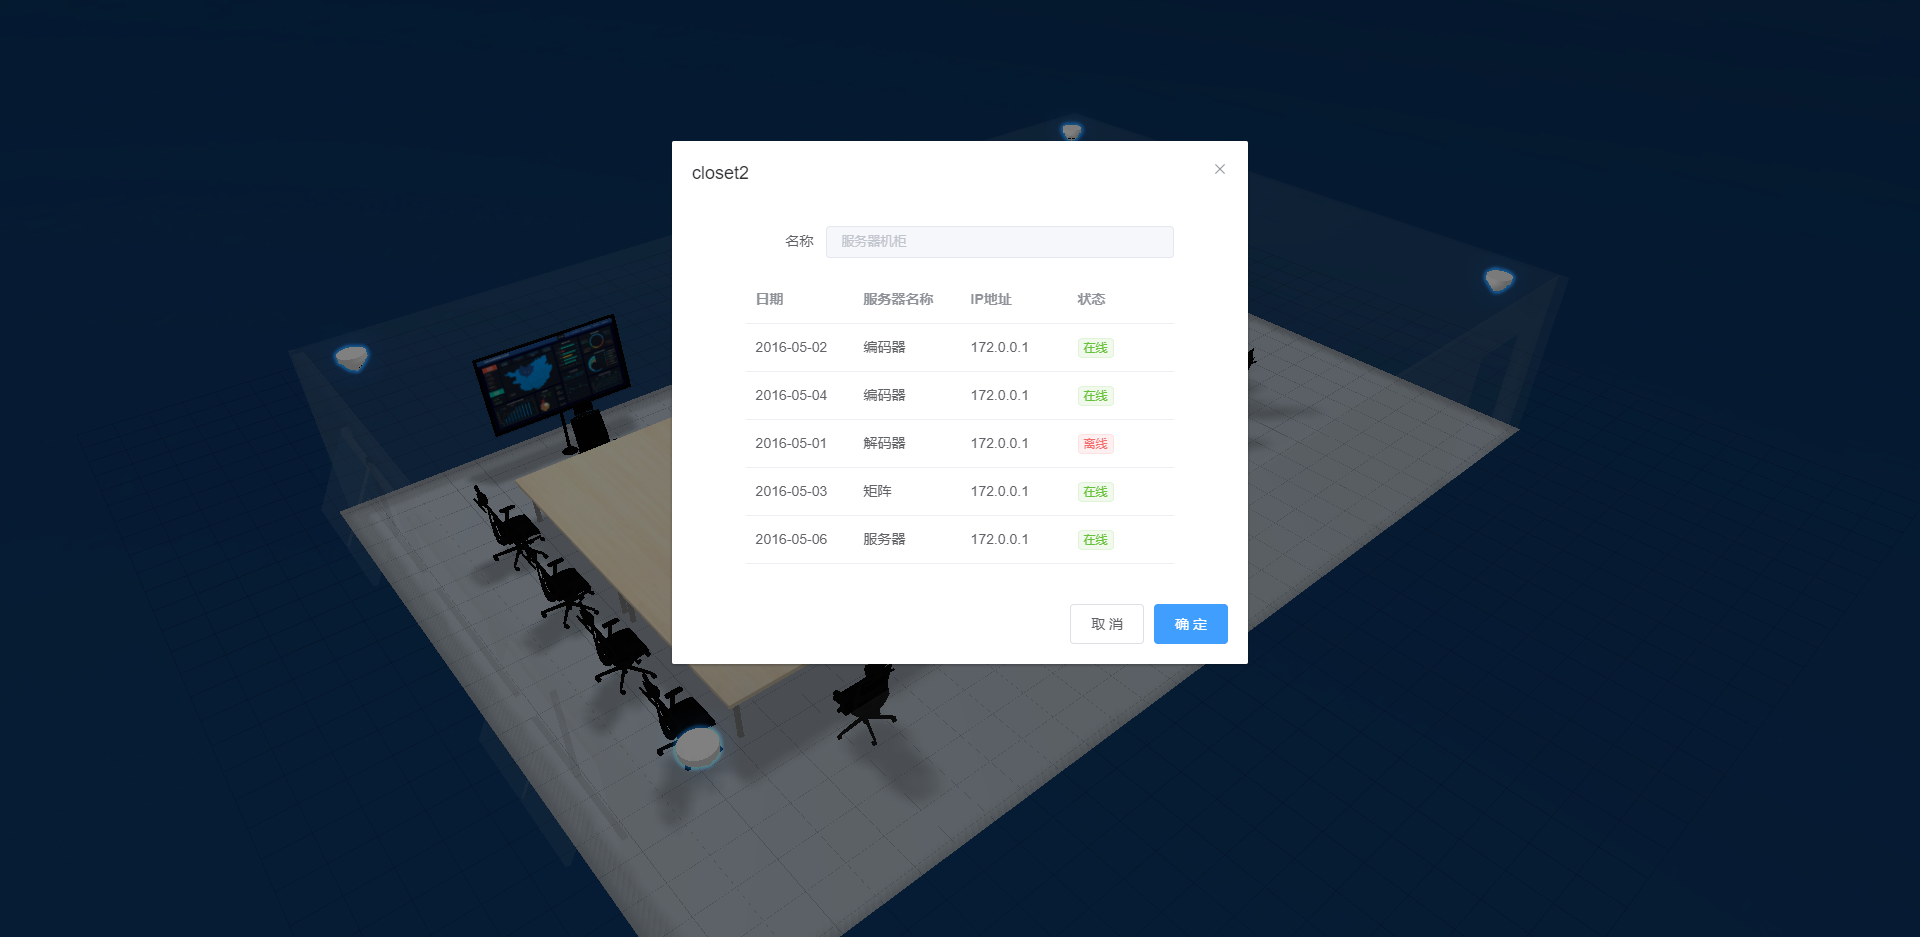 closet2
名称 服务器机柜
日期 服务器名称 IP地址 状态
2016-05-02 编码器 172.0.0.1 在线
2016-05-04 编码器 172.0.0.1 在线
2016-05-01 解码器 172.0.0.1 离线
2016-05-03 矩阵 172.0.0.1 在线
2016-05-06 服务器 172.0.0.1 在线
取 消 确 定